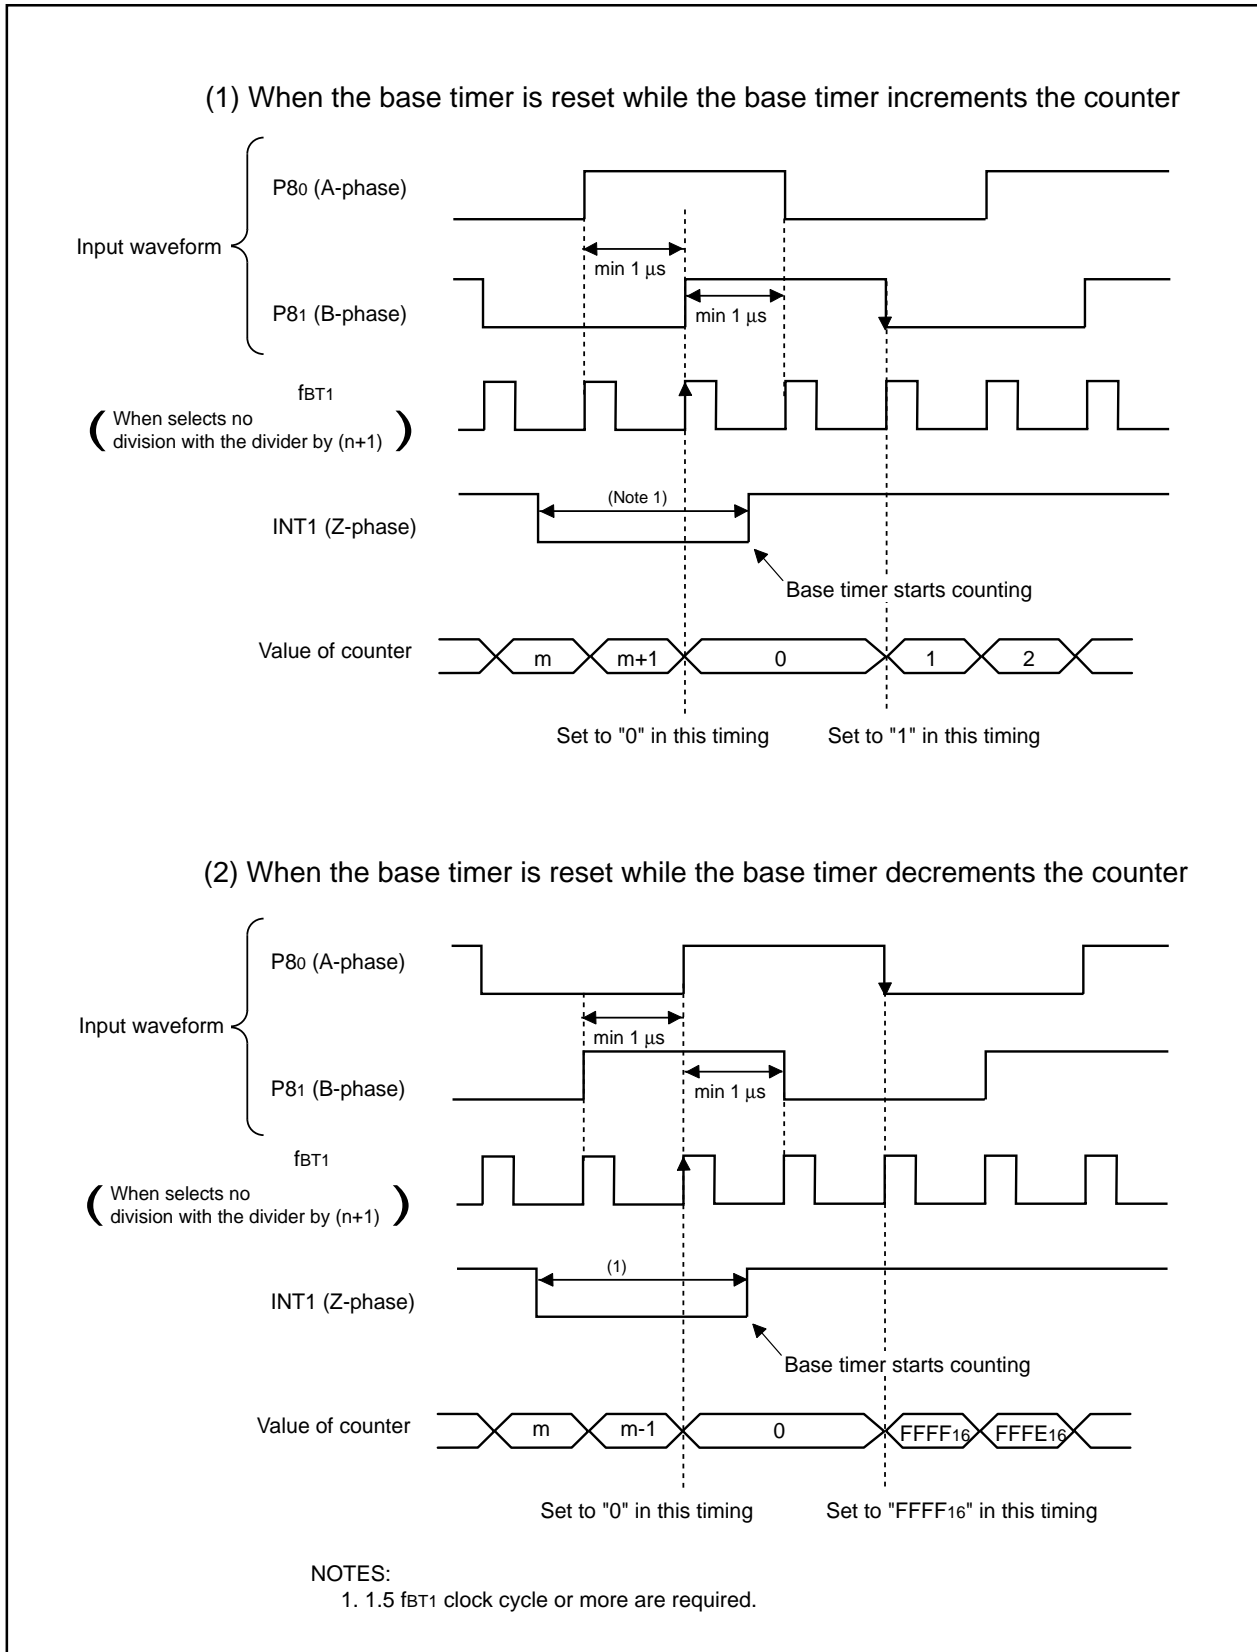 (1) When the base timer is reset while the base timer increments the counter
P80 (A-phase)
Input waveform
min 1 μs
P81 (B-phase)
min 1 μs
fBT1
( When selects no
division with the divider by (n+1) )
(Note 1)
INT1 (Z-phase)
Base timer starts counting
Value of counter
m
m+1
0
1
2
Set to "0" in this timing
Set to "1" in this timing
(2) When the base timer is reset while the base timer decrements the counter
P80 (A-phase)
Input waveform
min 1 μs
P81 (B-phase)
min 1 μs
fBT1
( When selects no
division with the divider by (n+1) )
(1)
INT1 (Z-phase)
Base timer starts counting
Value of counter
m
m-1
0
FFFF16
FFFE16
Set to "0" in this timing
Set to "FFFF16" in this timing
NOTES:
1. 1.5 fBT1 clock cycle or more are required.